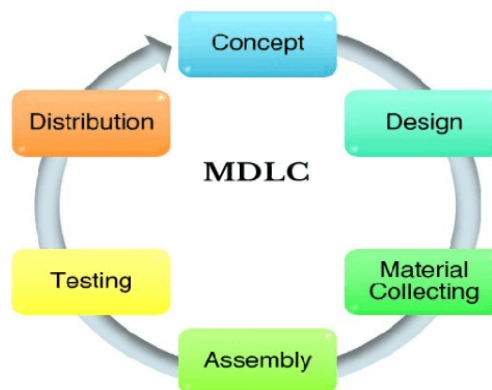 Concept
Design
Material
Collecting
Assembly
Testing
Distribution
MDLC